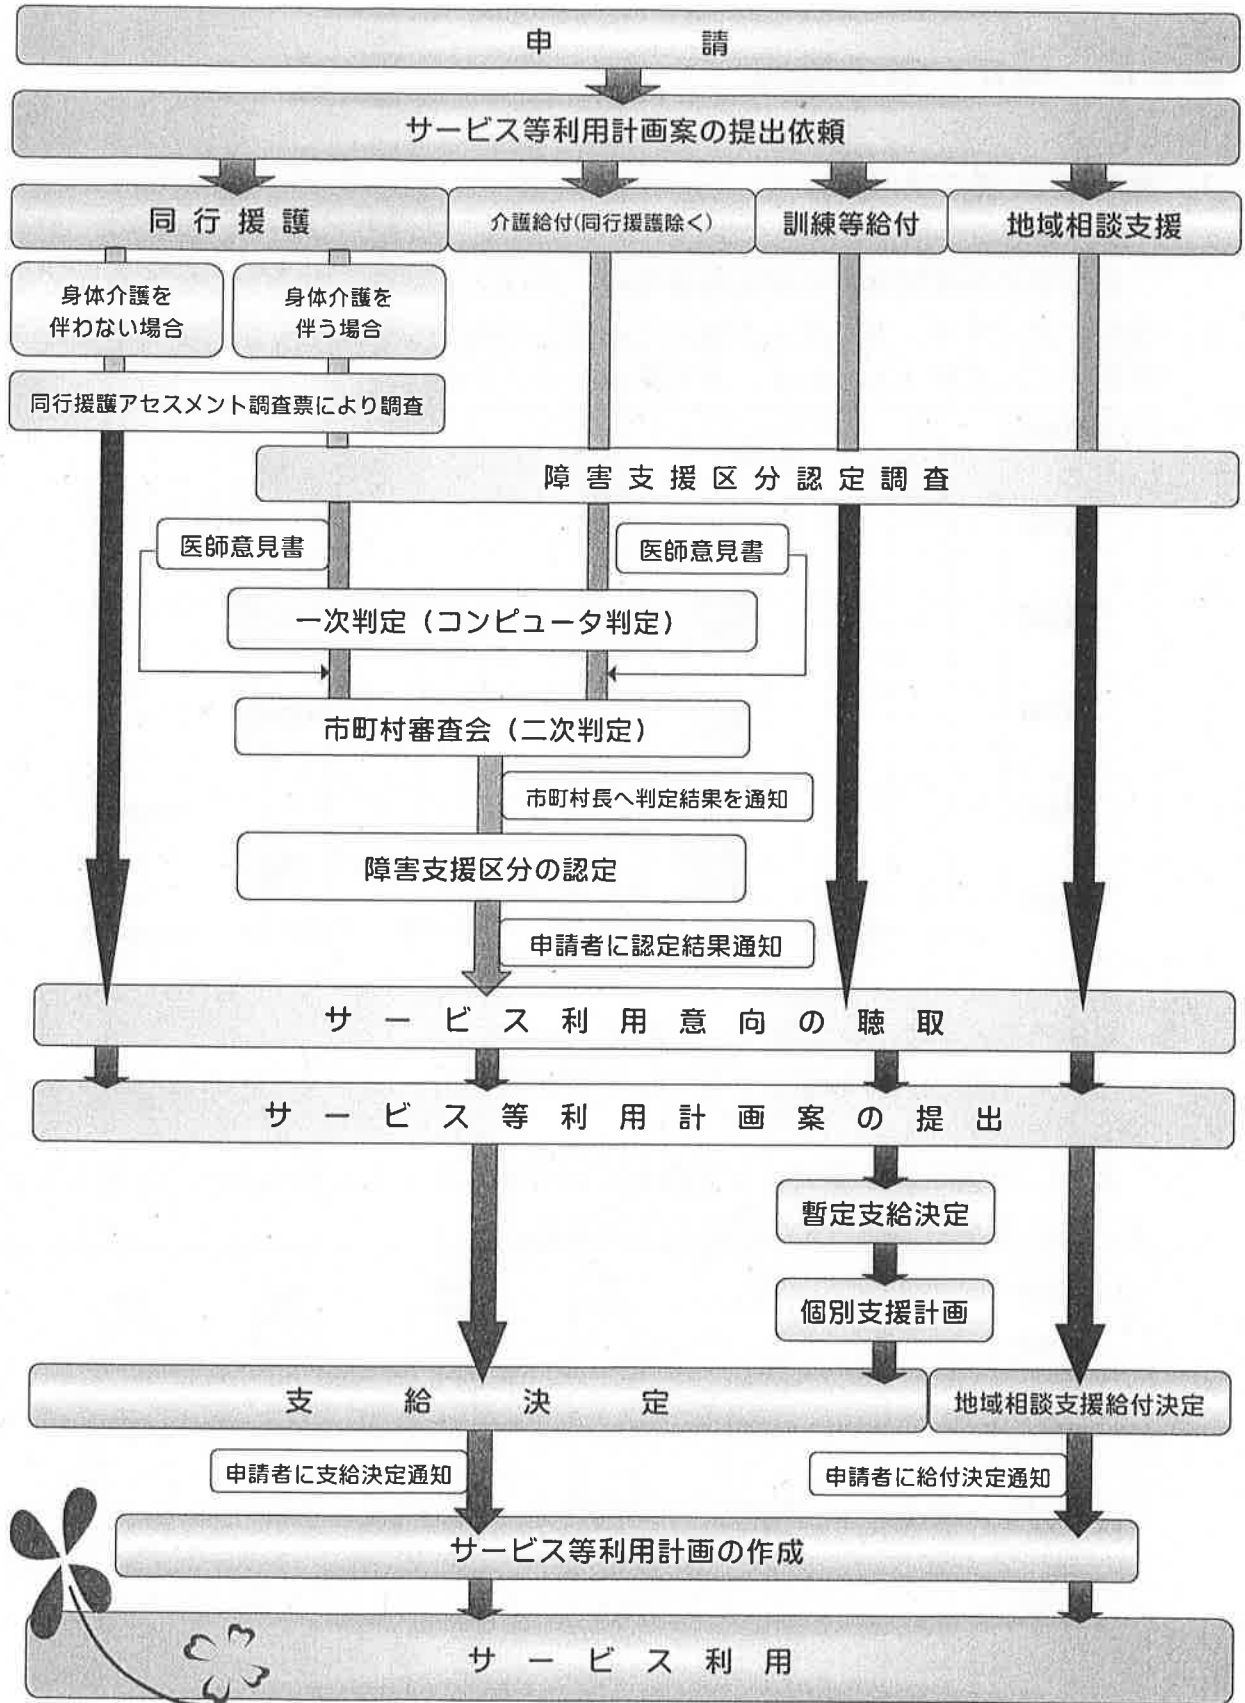 申請
サービス等利用計画案の提出依頼
同行援護
介護給付(同行援護除く)
訓練等給付
地域相談支援
身体介護を
伴わない場合
身体介護を
伴う場合
同行援護アセスメント調査票により調査
障害支援区分認定調査
医師意見書
医師意見書
一次判定（コンピュータ判定）
市町村審査会（二次判定）
市町村長へ判定結果を通知
障害支援区分の認定
申請者に認定結果通知
サービス利用意向の聴取
サービス等利用計画案の提出
暫定支給決定
個別支援計画
支給決定
地域相談支援給付決定
申請者に支給決定通知
申請者に給付決定通知
サービス等利用計画の作成
サービス利用